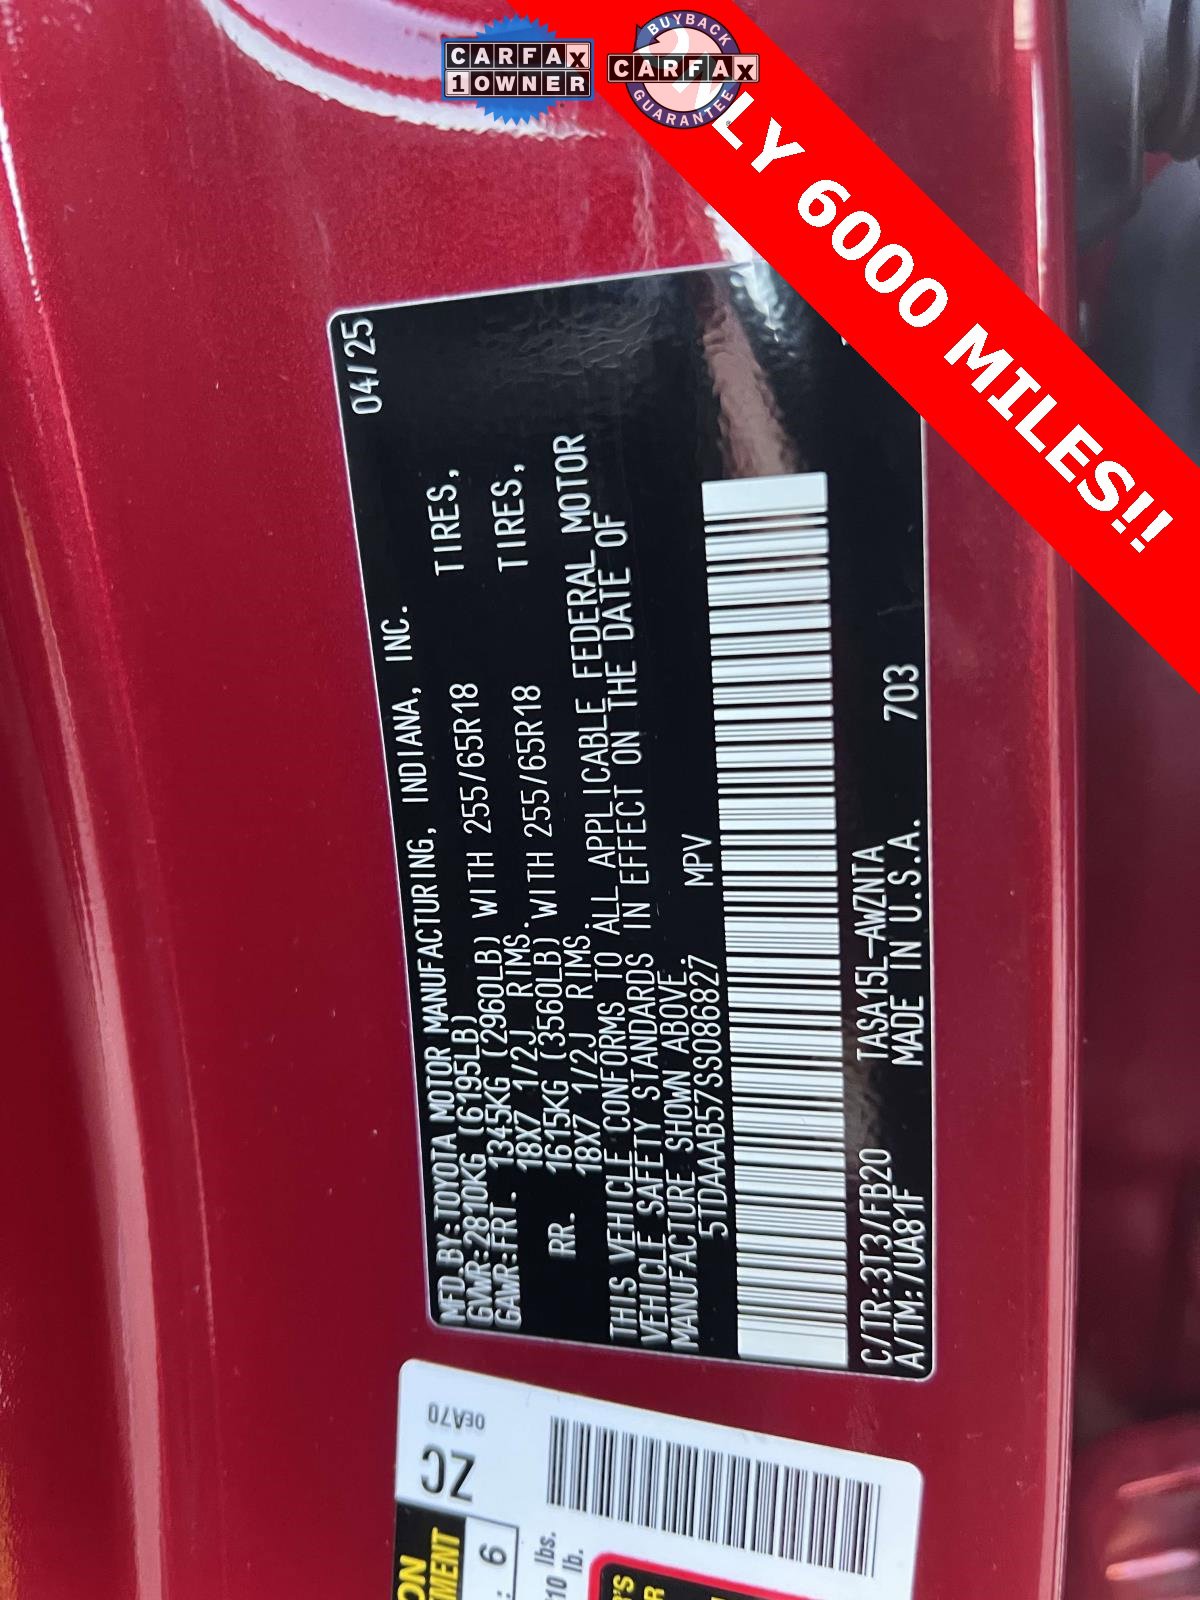 CARFAX
1 OWNER
BUYBACK
CARFAX
GUARANTEE
ONLY 6000 MILES!!
04/25
MFD.BY:TOYOTA MOTOR MANUFACTURING, INDIANA, INC.
GVWR:2810KG (6195LB)
GAWR:FRT. 1345KG (2960LB) WITH 255/65R18 TIRES,
18X7 1/2J RIMS.
RR. 1615KG (3560LB) WITH 255/65R18 TIRES,
18X7 1/2J RIMS.
THIS VEHICLE CONFORMS TO ALL APPLICABLE FEDERAL MOTOR
VEHICLE SAFETY STANDARDS IN EFFECT ON THE DATE OF
MANUFACTURE SHOWN ABOVE.
5TDAAAB57SS086827 MPV
C/TR:3T3/FB20 TASA15L-AWZNTA 703
A/TM:/UA81F MADE IN U.S.A.
0EA70
ZC
: 6
lbs.
lb.